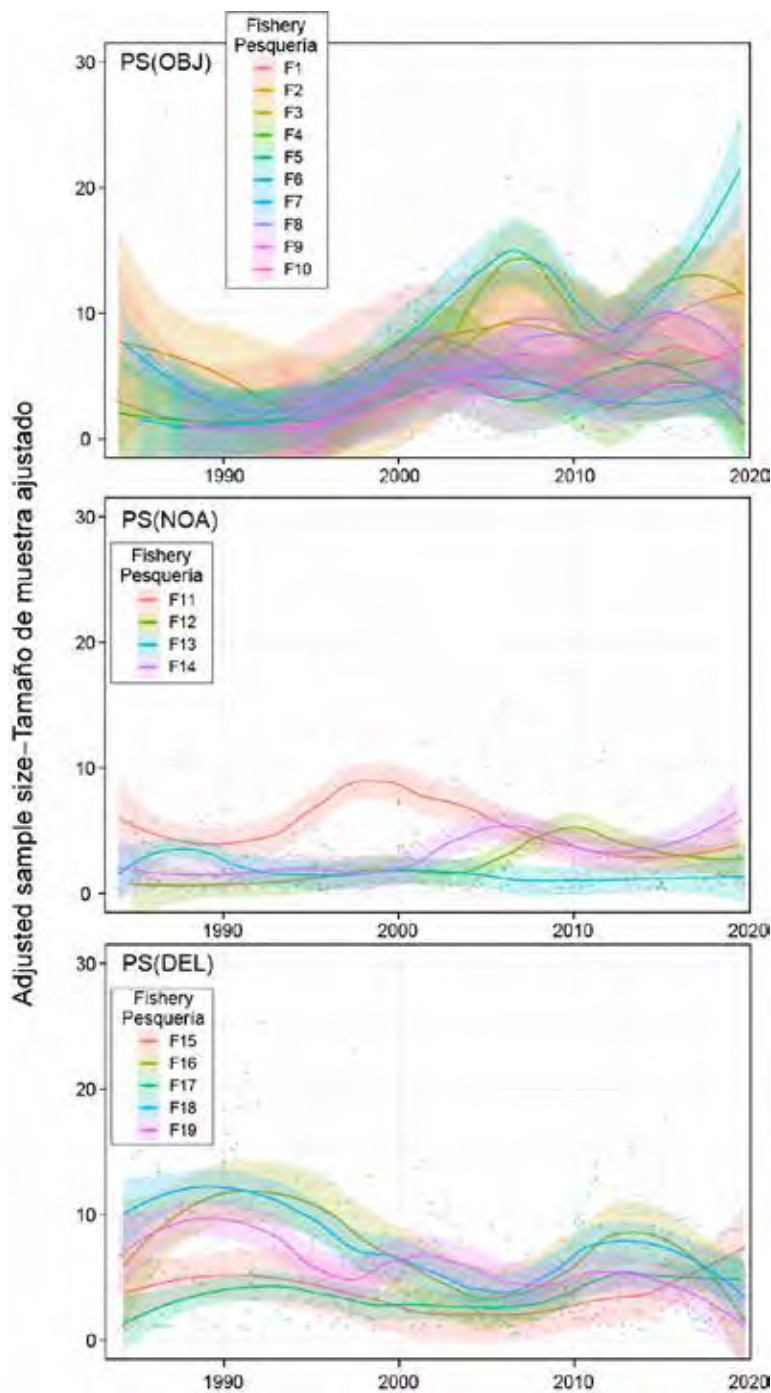 Adjusted sample size-Tamaño de muestra ajustado
PS(OBJ)
Fishery
Pesquería
F1
F2
F3
F4
F5
F6
F7
F8
F9
F10
30
20
10
0
1990 2000 2010 2020
PS(NOA)
Fishery
Pesquería
F11
F12
F13
F14
30
20
10
0
1990 2000 2010 2020
PS(DEL)
Fishery
Pesquería
F15
F16
F17
F18
F19
30
20
10
0
1990 2000 2010 2020